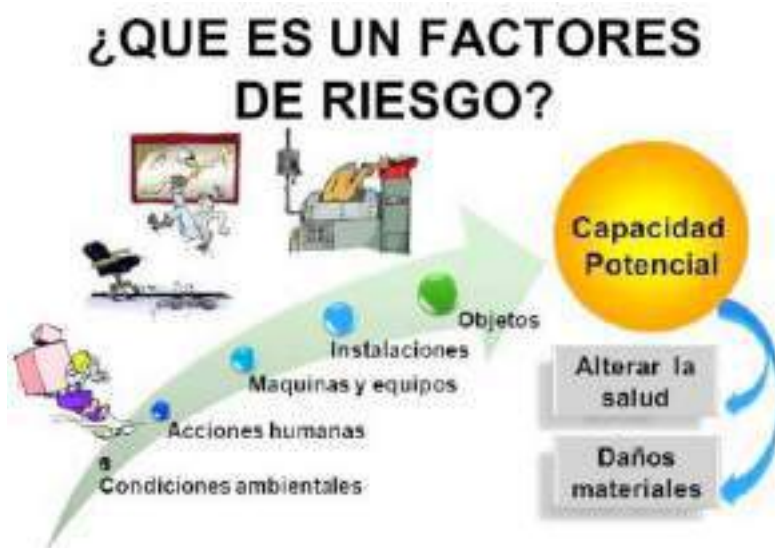 ¿QUE ES UN FACTORES
DE RIESGO?
Capacidad
Potencial
Objetos
Instalaciones
Maquinas y equipos
Acciones humanas
Condiciones ambientales
Alterar la
salud
Daños
materiales